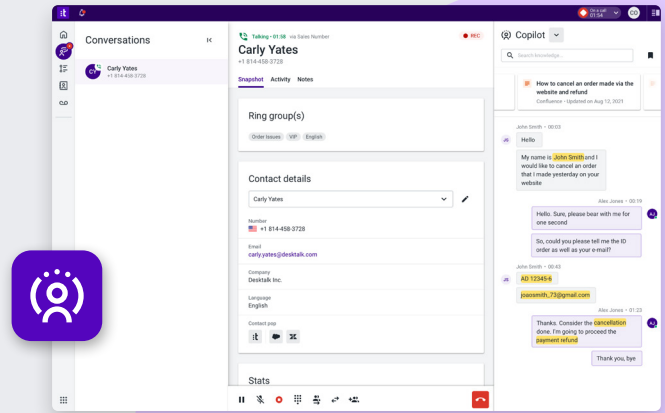 :t
On a call
01:54
CO
Conversations
CY
Carly Yates
+1 814-458-3728
Talking • 01:38 via Sales Number
REC
Carly Yates
+1 814-458-3728
Snapshot Activity Notes
Ring group(s)
Order Issues VIP English
Contact details
Carly Yates
Number
+1 814-458-3728
Email
carly.yates@desktalk.com
Company
Desktalk Inc.
Language
English
Contact pop
:t
Stats
Copilot
Search knowledge...
How to cancel an order made via the
website and refund
Confluence • Updated on Aug 12, 2021
John Smith • 00:03
JS
Hello
My name is John Smith and I
would like to cancel an order
that I made yesterday on your
website
Alex Jones • 00:19
Hello. Sure, please bear with me for
one second
AJ
So, could you please tell me the ID
order as well as your e-mail?
John Smith • 00:43
JS
AD 12345-6
joaosmith_73@gmail.com
Alex Jones • 01:23
Thanks. Consider the cancellation
done. I'm going to proceed the
payment refund
AJ
Thank you, bye